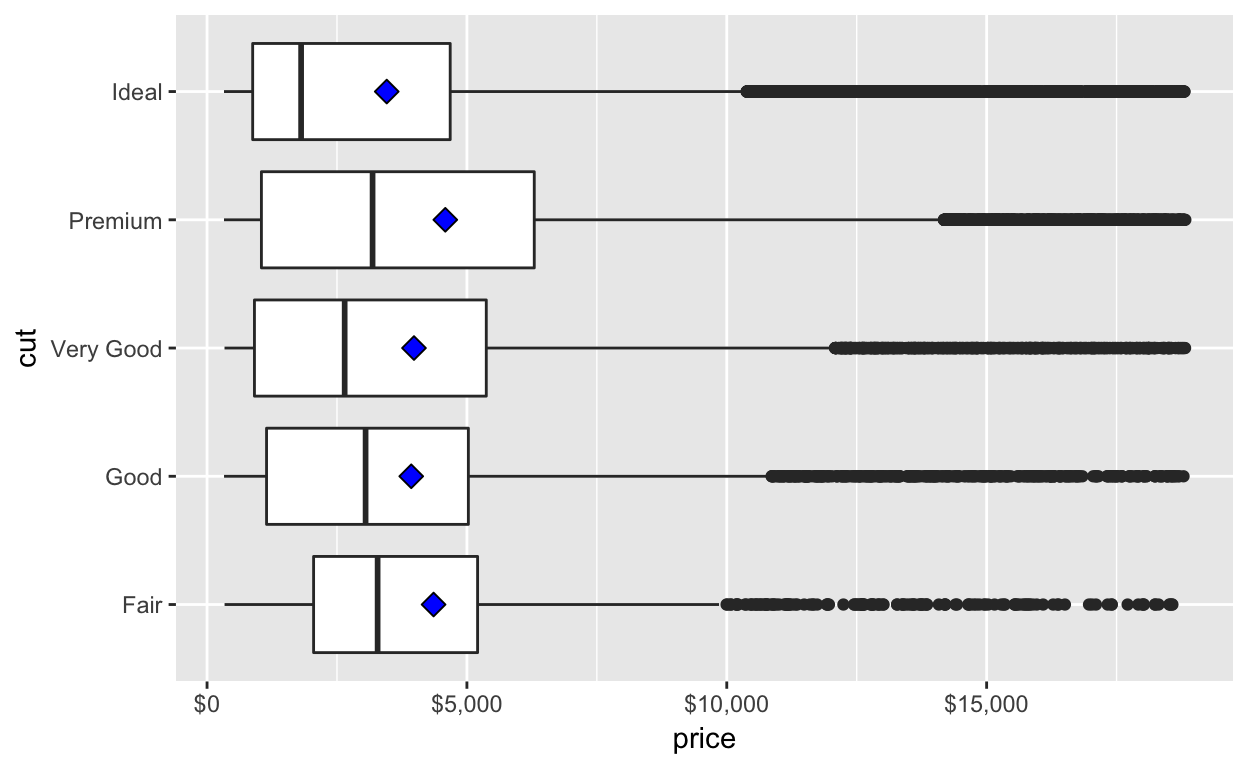 Ideal
Premium
Very Good
Good
Fair
cut
$0 $5,000 $10,000 $15,000
price